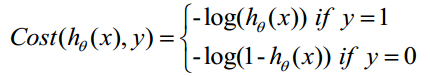 Cost(hθ(x), y) = { -log(hθ(x)) if y = 1
-log(1-hθ(x)) if y = 0